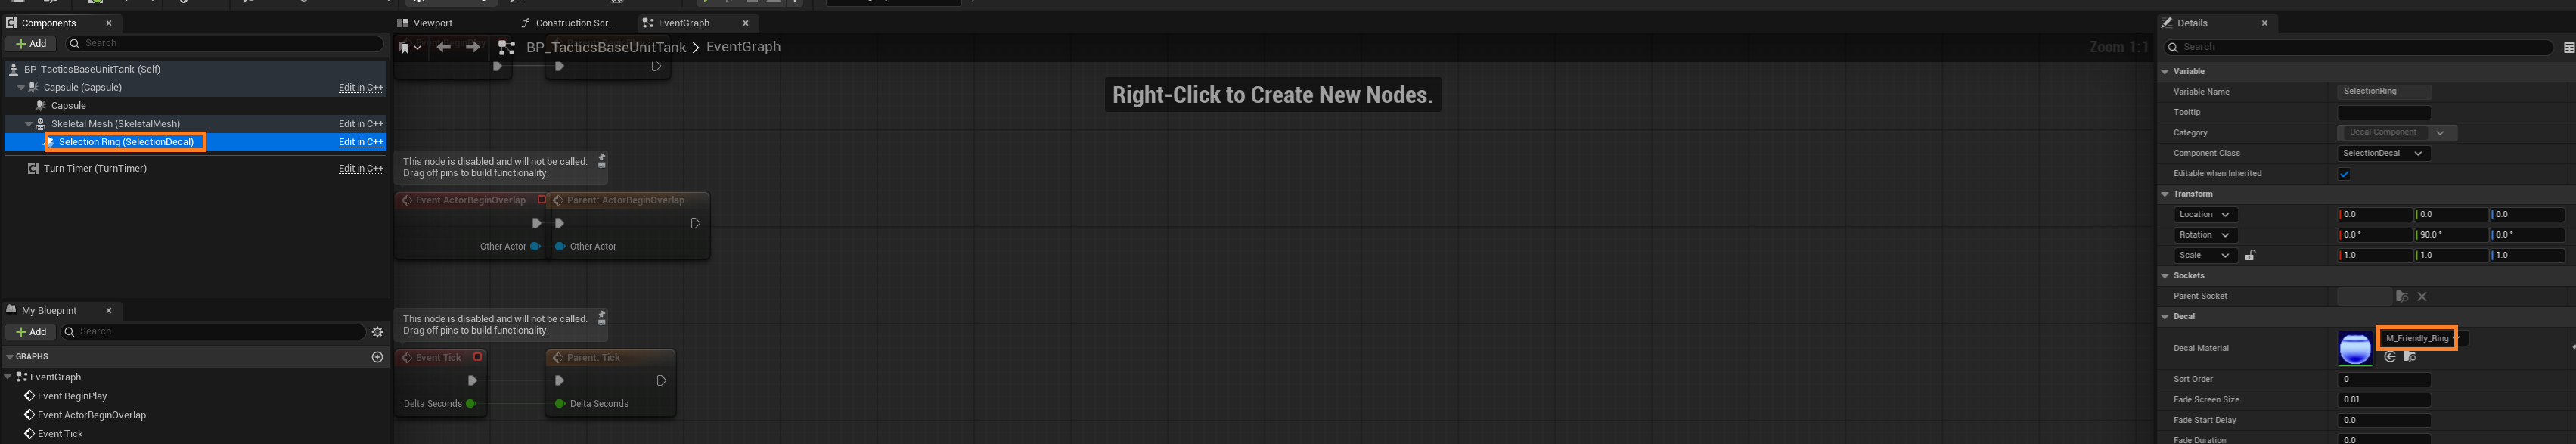 Components
Add
Search
BP_TacticsBaseUnitTank (Self)
Capsule (Capsule) Edit in C++
Capsule
Skeletal Mesh (SkeletalMesh) Edit in C++
Selection Ring (SelectionDecal) Edit in C++
Turn Timer (TurnTimer) Edit in C++
My Blueprint
Add
Search
GRAPHS
EventGraph
Event BeginPlay
Event ActorBeginOverlap
Event Tick
Viewport
Construction Scr...
EventGraph
BP_TacticsBaseUnitTank > EventGraph
Zoom 1:1
Right-Click to Create New Nodes.
This node is disabled and will not be called.
Drag off pins to build functionality.
Event ActorBeginOverlap
Parent: ActorBeginOverlap
Other Actor
Other Actor
This node is disabled and will not be called.
Drag off pins to build functionality.
Event Tick
Parent: Tick
Delta Seconds
Delta Seconds
Details
Search
Variable
Variable Name SelectionRing
Tooltip
Category Decal Component
Component Class SelectionDecal
Editable when Inherited
Transform
Location 0.0 0.0 0.0
Rotation 0.0 ° 90.0 ° 0.0 °
Scale 1.0 1.0 1.0
Sockets
Parent Socket
Decal
Decal Material M_Friendly_Ring
Sort Order 0
Fade Screen Size 0.01
Fade Start Delay 0.0
Fade Duration 0.0